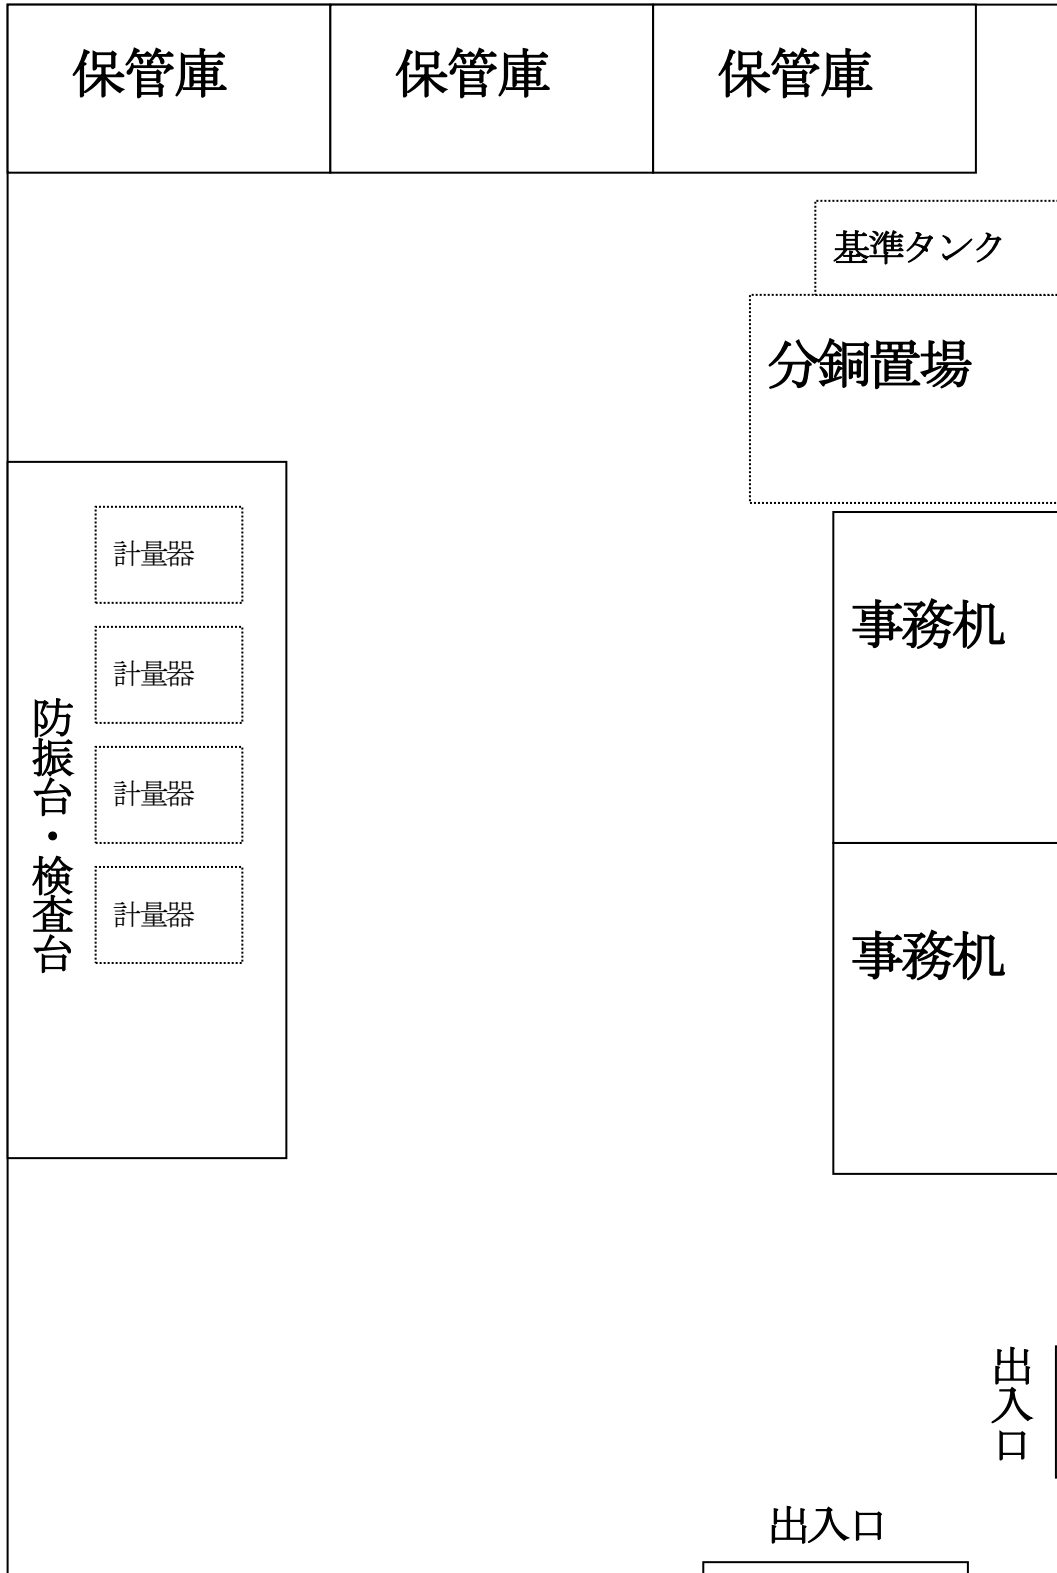 保管庫
保管庫
保管庫
基準タンク
分銅置場
計量器
計量器
計量器
計量器
防振台・検査台
事務机
事務机
出入口
出入口